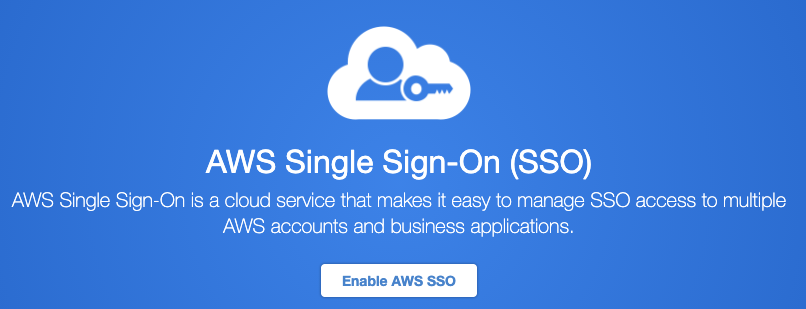 AWS Single Sign-On (SSO)
AWS Single Sign-On is a cloud service that makes it easy to manage SSO access to multiple
AWS accounts and business applications.
Enable AWS SSO